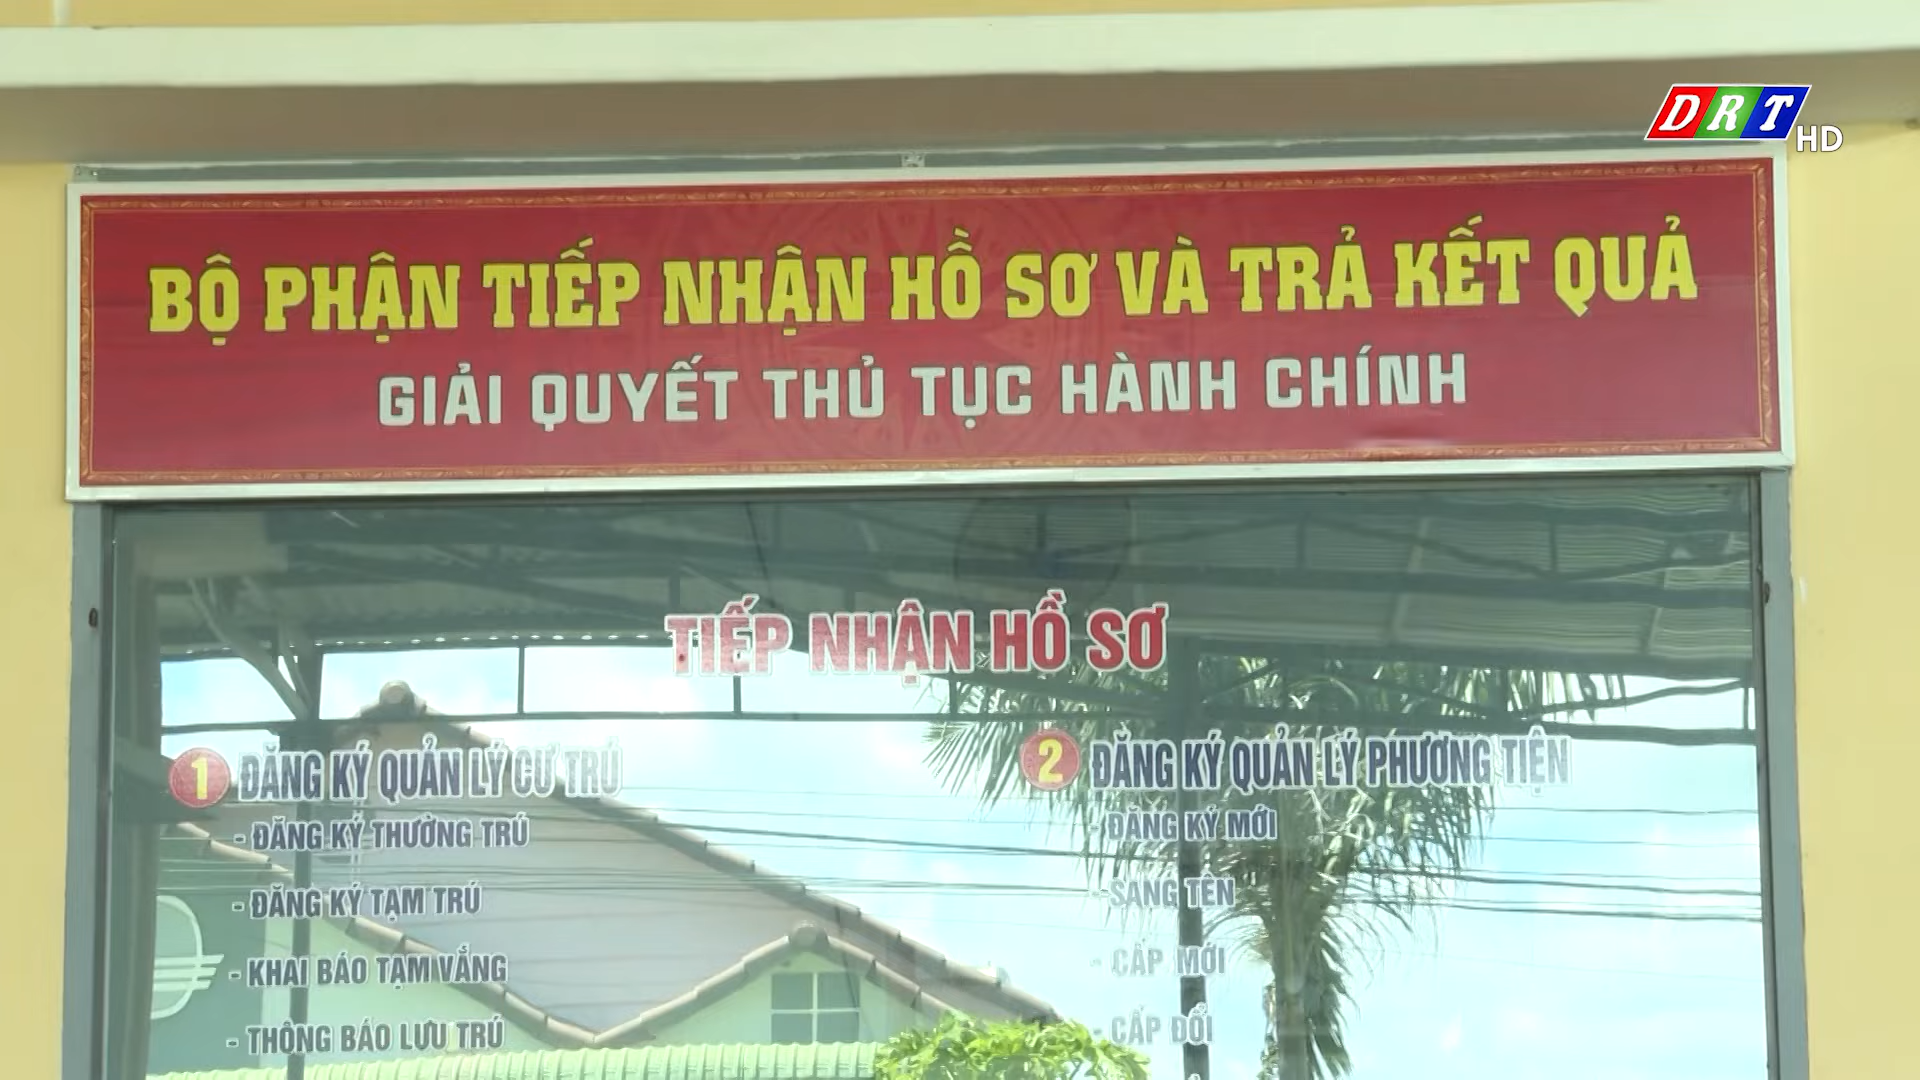 DRT HD
BỘ PHẬN TIẾP NHẬN HỒ SƠ VÀ TRẢ KẾT QUẢ
GIẢI QUYẾT THỦ TỤC HÀNH CHÍNH
TIẾP NHẬN HỒ SƠ
1 ĐĂNG KÝ QUẢN LÝ CƯ TRÚ
- ĐĂNG KÝ THƯỜNG TRÚ
- ĐĂNG KÝ TẠM TRÚ
- KHAI BÁO TẠM VẮNG
- THÔNG BÁO LƯU TRÚ
2 ĐĂNG KÝ QUẢN LÝ PHƯƠNG TIỆN
- ĐĂNG KÝ MỚI
- SANG TÊN
- CẤP MỚI
- CẤP ĐỔI